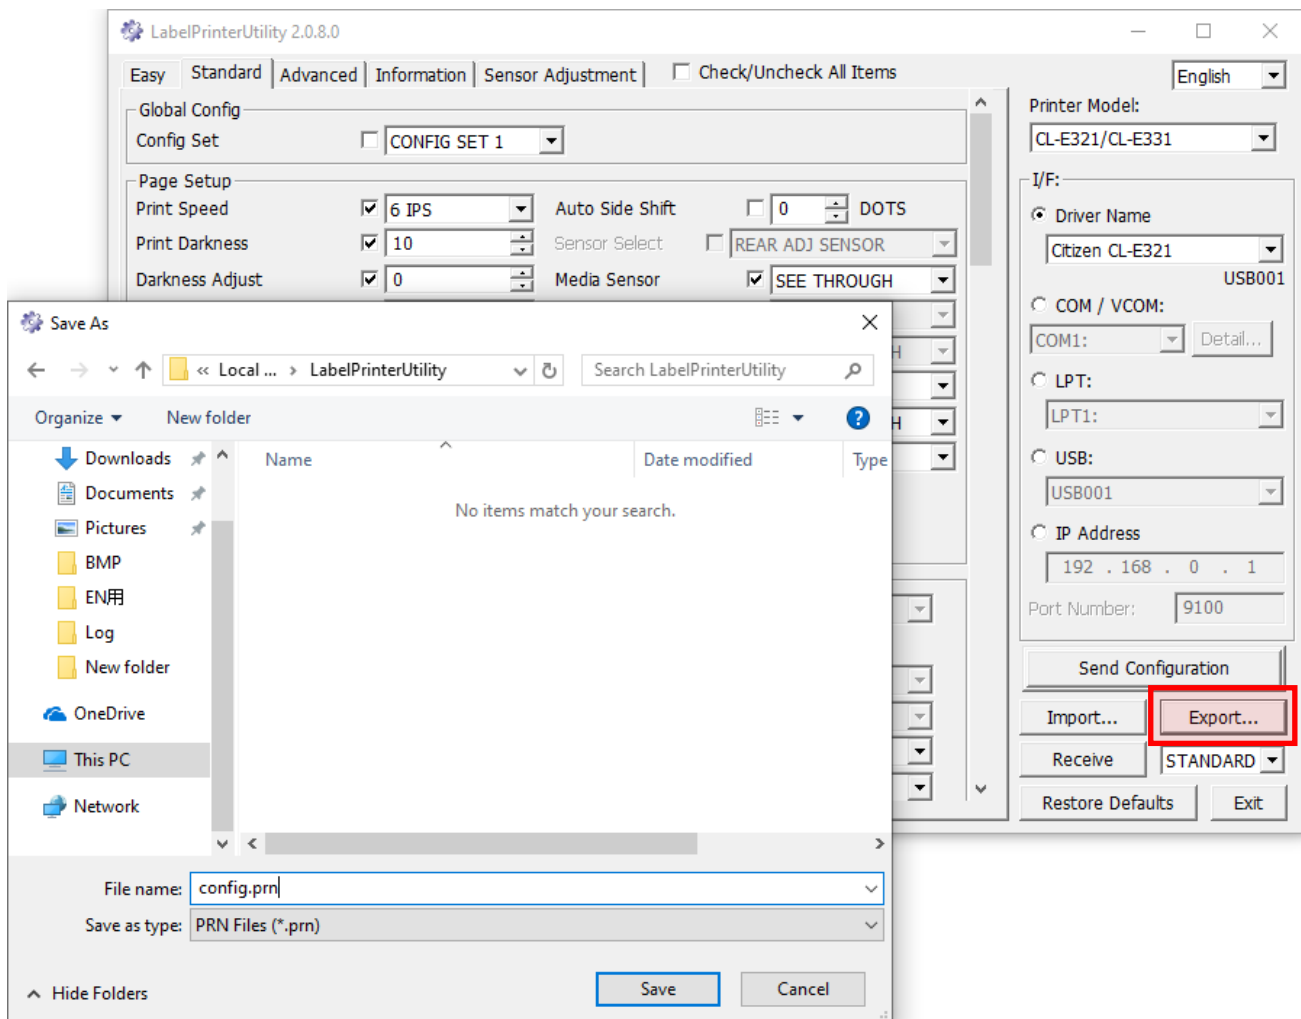 LabelPrinterUtility 2.0.8.0
Easy Standard Advanced Information Sensor Adjustment Check/Uncheck All Items
English
Global Config
Config Set CONFIG SET 1
Page Setup
Print Speed 6 IPS Auto Side Shift 0 DOTS
Print Darkness 10 Sensor Select REAR ADJ SENSOR
Darkness Adjust 0 Media Sensor SEE THROUGH
H
H
Printer Model:
CL-E321/CL-E331
I/F:
Driver Name
Citizen CL-E321
USB001
COM / VCOM:
COM1: Detail...
LPT:
LPT1:
USB:
USB001
IP Address
192 . 168 . 0 . 1
Port Number: 9100
Send Configuration
Import... Export...
Receive STANDARD
Restore Defaults Exit
Save As
« Local ... › LabelPrinterUtility Search LabelPrinterUtility
Organize New folder
Downloads
Documents
Pictures
BMP
EN用
Log
New folder
OneDrive
This PC
Network
Name Date modified Type
No items match your search.
File name: config.prn
Save as type: PRN Files (*.prn)
Hide Folders Save Cancel